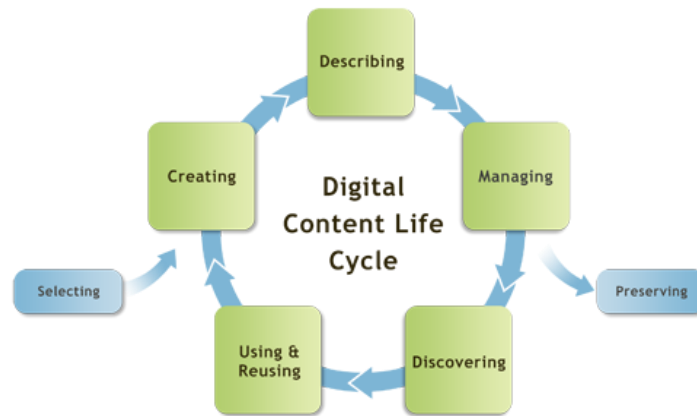 Describing
Creating
Managing
Digital
Content Life
Cycle
Selecting
Preserving
Using &
Reusing
Discovering